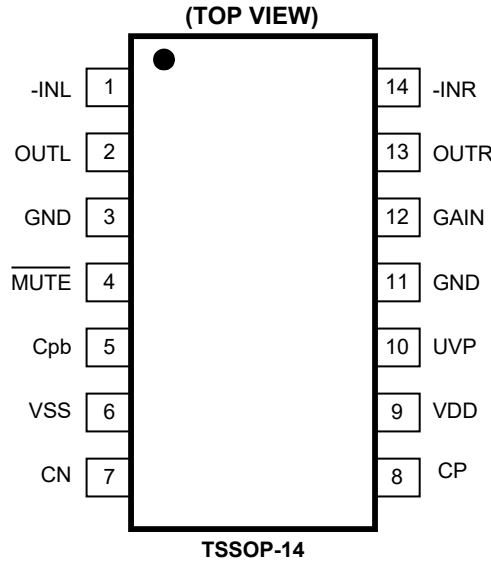 (TOP VIEW)
-INL 1 14 -INR
OUTL 2 13 OUTR
GND 3 12 GAIN
MUTE 4 11 GND
Cpb 5 10 UVP
VSS 6 9 VDD
CN 7 8 CP
TSSOP-14